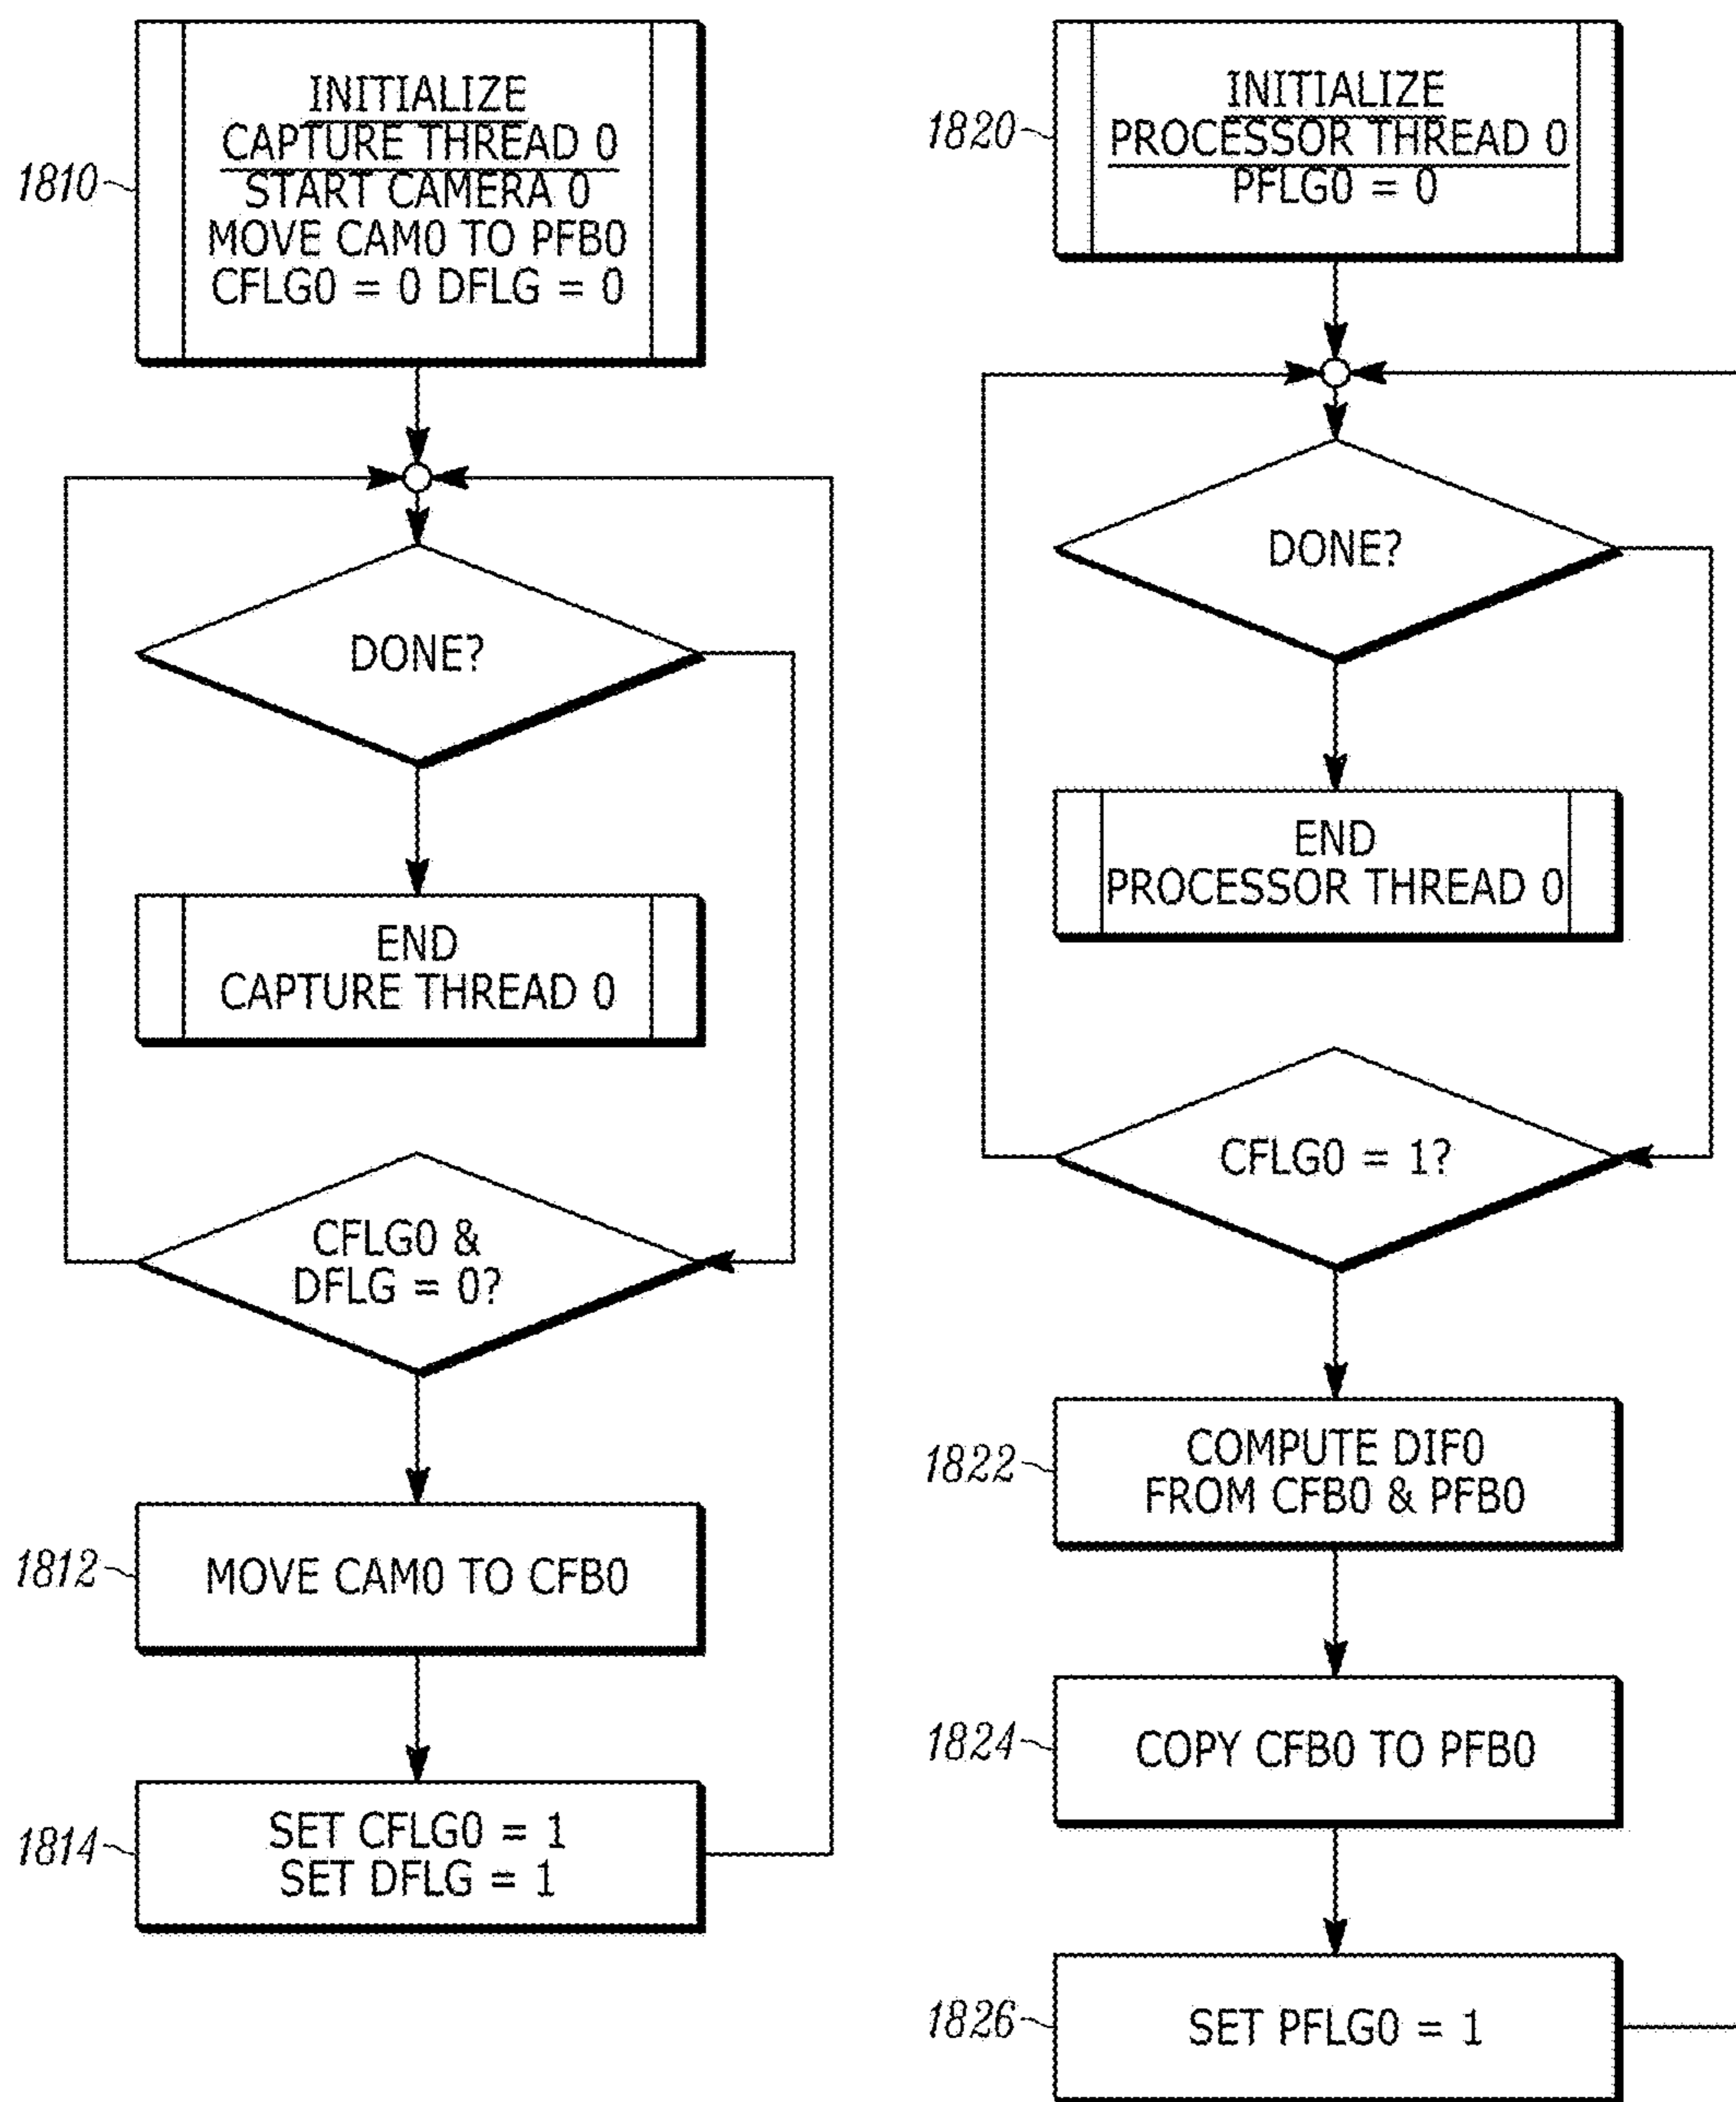 1810
INITIALIZE
CAPTURE THREAD 0
START CAMERA 0
MOVE CAM0 TO PFB0
CFLG0 = 0 DFLG = 0
DONE?
END
CAPTURE THREAD 0
CFLG0 &
DFLG = 0?
1812
MOVE CAM0 TO CFB0
1814
SET CFLG0 = 1
SET DFLG = 1
1820
INITIALIZE
PROCESSOR THREAD 0
PFLG0 = 0
DONE?
END
PROCESSOR THREAD 0
CFLG0 = 1?
1822
COMPUTE DIF0
FROM CFB0 & PFB0
1824
COPY CFB0 TO PFB0
1826
SET PFLG0 = 1